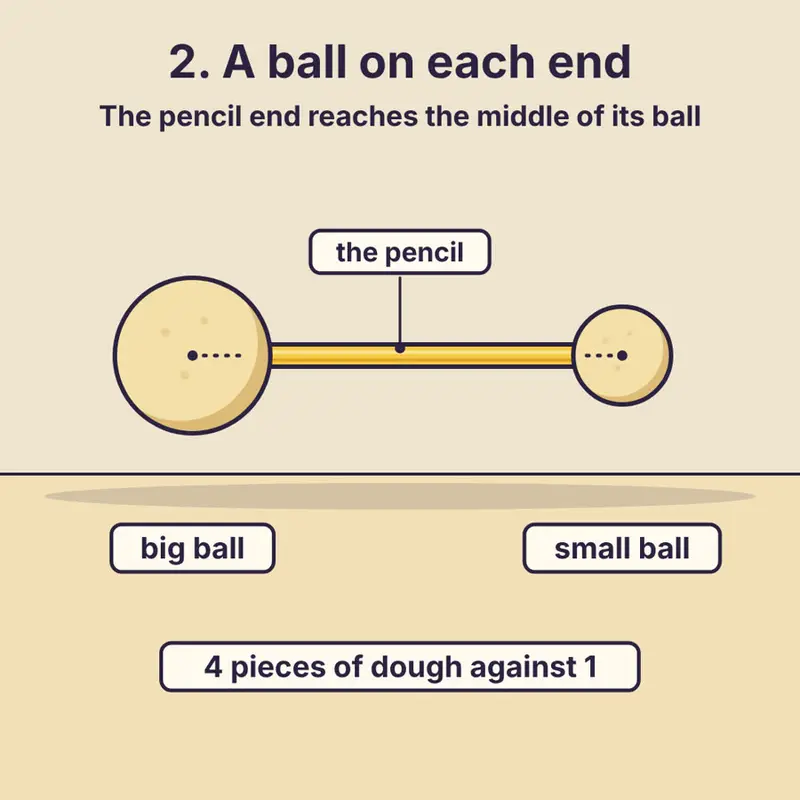 2. A ball on each end
The pencil end reaches the middle of its ball
the pencil
big ball
small ball
4 pieces of dough against 1